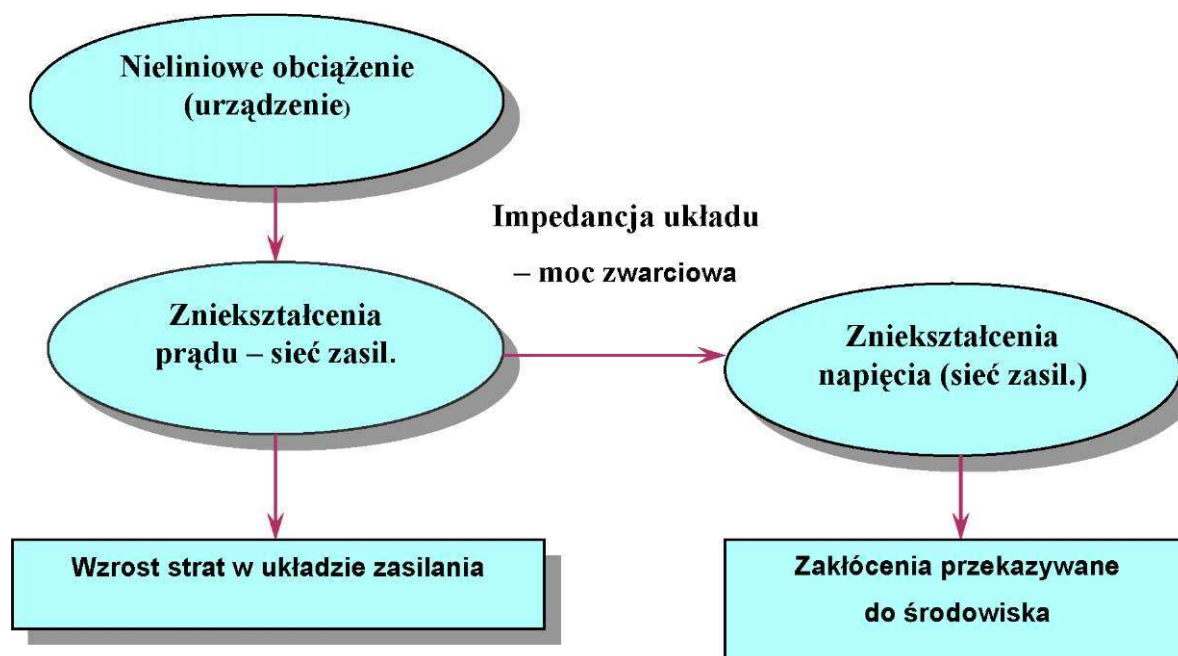 Nieliniowe obciążenie
(urządzenie)
Impedancja układu
– moc zwarciowa
Zniekształcenia
prądu – sieć zasil.
Zniekształcenia
napięcia (sieć zasil.)
Wzrost strat w układzie zasilania
Zakłócenia przekazywane
do środowiska